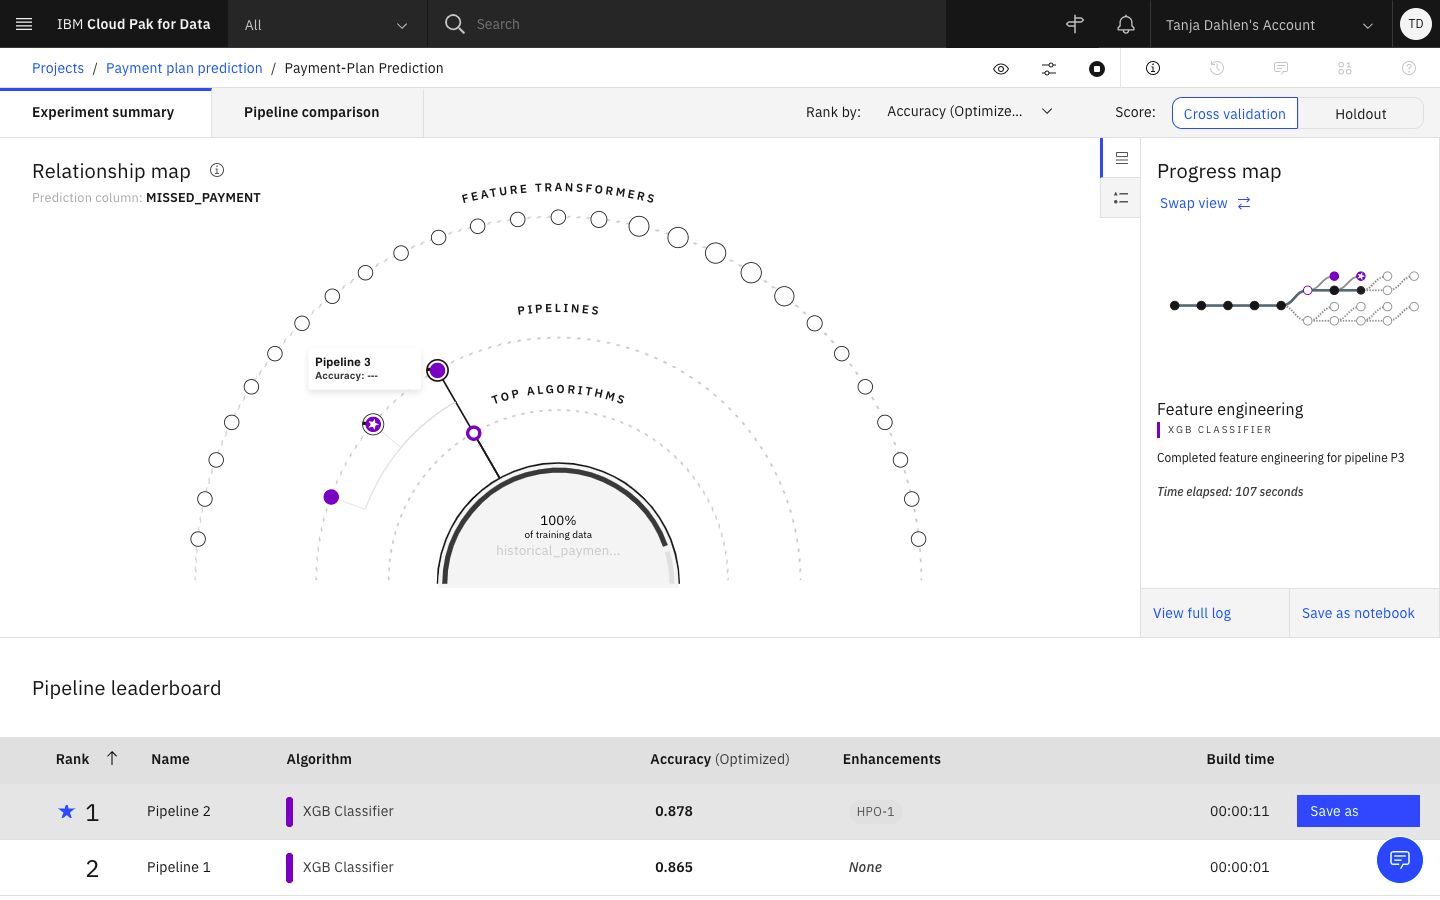 IBM Cloud Pak for Data
All
Search
Tanja Dahlen's Account
TD
Projects / Payment plan prediction / Payment-Plan Prediction
Experiment summary
Pipeline comparison
Rank by:
Accuracy (Optimize...
Score:
Cross validation
Holdout
Relationship map
Prediction column: MISSED_PAYMENT
FEATURE TRANSFORMERS
PIPELINES
TOP ALGORITHMS
Pipeline 3
Accuracy: ---
100%
of training data
historical_paymen...
Progress map
Swap view
Feature engineering
XGB CLASSIFIER
Completed feature engineering for pipeline P3
Time elapsed: 107 seconds
View full log
Save as notebook
Pipeline leaderboard
Rank Name Algorithm Accuracy (Optimized) Enhancements Build time
1 Pipeline 2 XGB Classifier 0.878 HPO-1 00:00:11 Save as
2 Pipeline 1 XGB Classifier 0.865 None 00:00:01